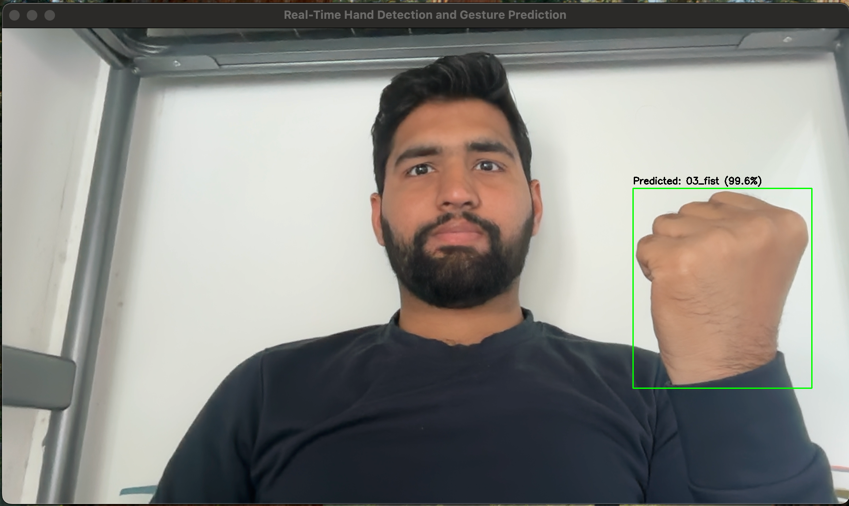 Real-Time Hand Detection and Gesture Prediction
Predicted: 03_fist (99.6%)